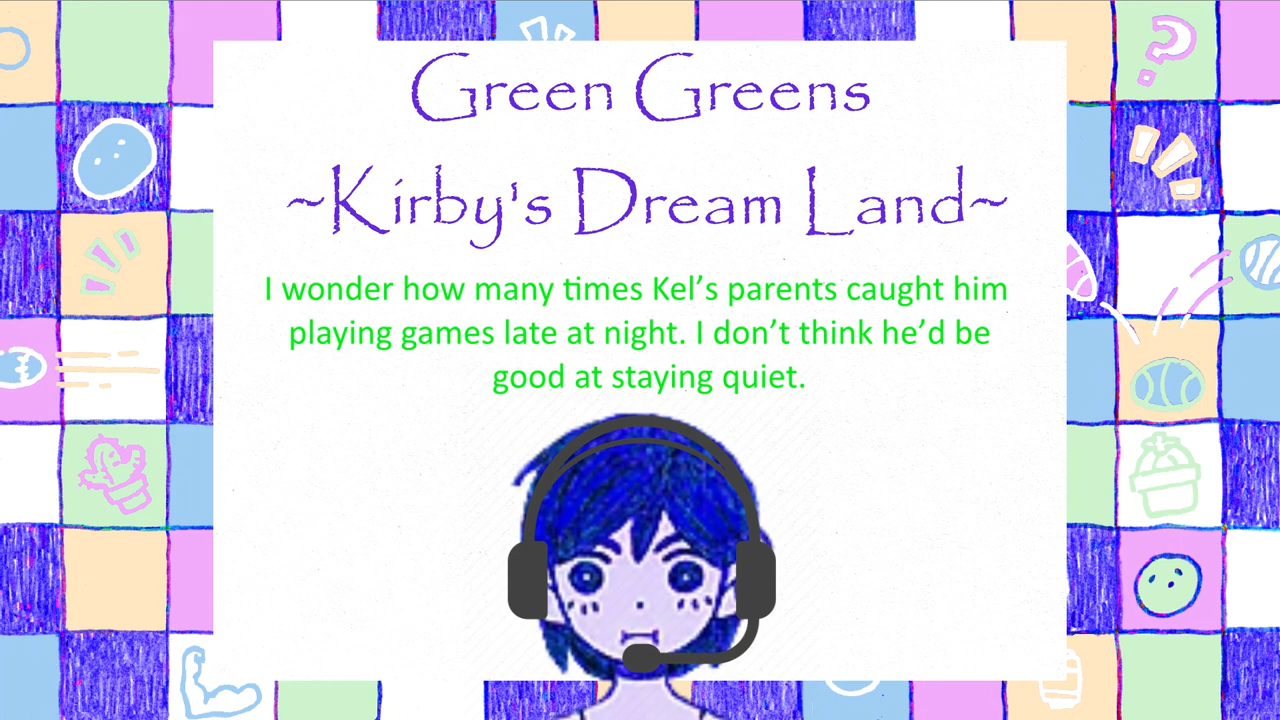 Green Greens
~Kirby's Dream Land~
I wonder how many times Kel’s parents caught him
playing games late at night. I don’t think he’d be
good at staying quiet.
?